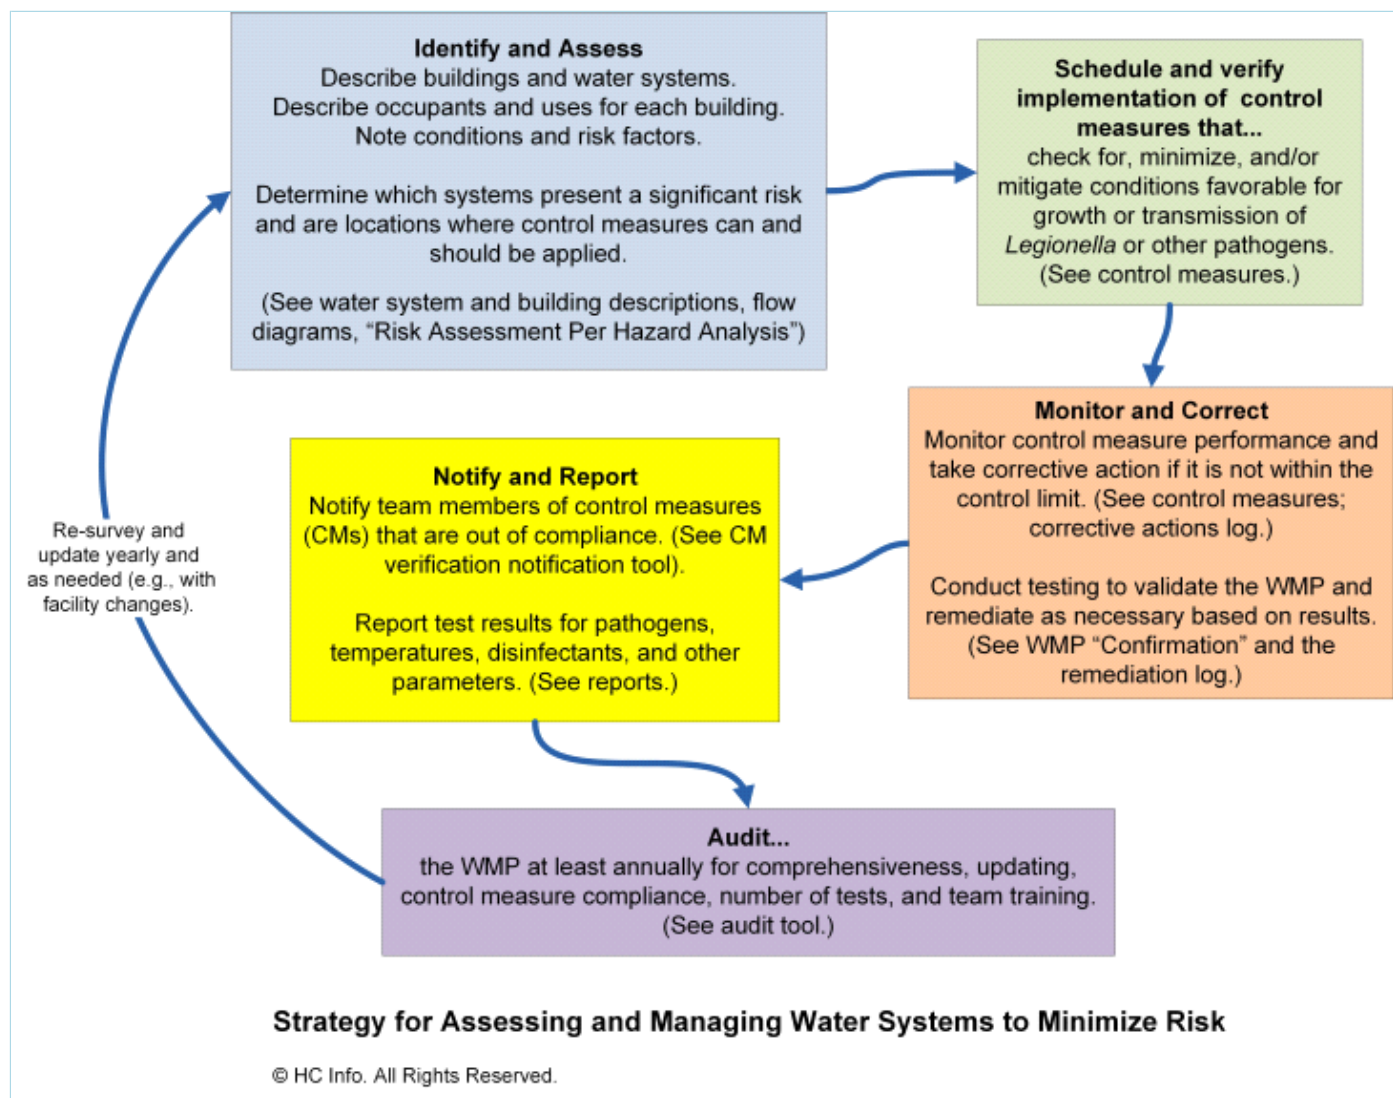 Identify and Assess
Describe buildings and water systems.
Describe occupants and uses for each building.
Note conditions and risk factors.
Determine which systems present a significant risk
and are locations where control measures can and
should be applied.
(See water system and building descriptions, flow
diagrams, “Risk Assessment Per Hazard Analysis”)
Schedule and verify
implementation of control
measures that...
check for, minimize, and/or
mitigate conditions favorable for
growth or transmission of
Legionella or other pathogens.
(See control measures.)
Monitor and Correct
Monitor control measure performance and
take corrective action if it is not within the
control limit. (See control measures;
corrective actions log.)
Conduct testing to validate the WMP and
remediate as necessary based on results.
(See WMP “Confirmation” and the
remediation log.)
Notify and Report
Notify team members of control measures
(CMs) that are out of compliance. (See CM
verification notification tool).
Report test results for pathogens,
temperatures, disinfectants, and other
parameters. (See reports.)
Audit...
the WMP at least annually for comprehensiveness, updating,
control measure compliance, number of tests, and team training.
(See audit tool.)
Re-survey and
update yearly and
as needed (e.g., with
facility changes).
Strategy for Assessing and Managing Water Systems to Minimize Risk
© HC Info. All Rights Reserved.